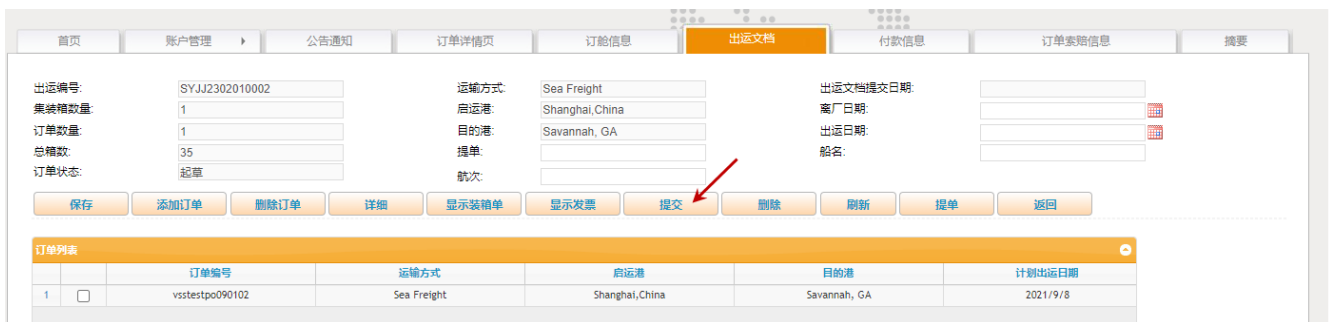 首页 账户管理 公告通知 订单详情页 订舱信息 出运文档 付款信息 订单索赔信息 摘要
出运编号: SYJJ2302010002 运输方式: Sea Freight 出运文档提交日期:
集装箱数量: 1 启运港: Shanghai,China 离厂日期:
订单数量: 1 目的港: Savannah, GA 出运日期:
总箱数: 35 提单: 船名:
订单状态: 起草 航次:
保存 添加订单 删除订单 详细 显示装箱单 显示发票 提交 删除 刷新 提单 返回
订单列表
订单编号 运输方式 启运港 目的港 计划出运日期
1 vsstestpo090102 Sea Freight Shanghai,China Savannah, GA 2021/9/8